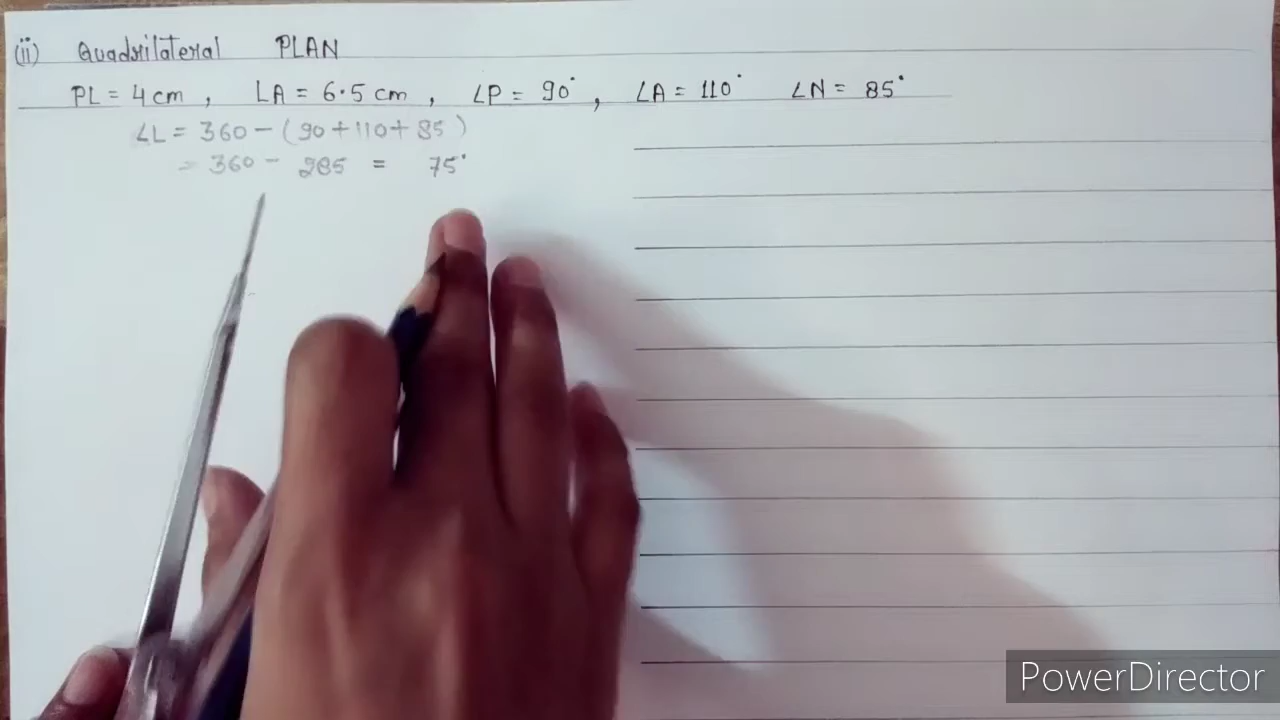 (ii) Quadrilateral PLAN
PL = 4 cm , LA = 6.5 cm , ∠P = 90° , ∠A = 110° ∠N = 85°
∠L = 360 - (90 + 110 + 85)
= 360 - 285 = 75°
PowerDirector